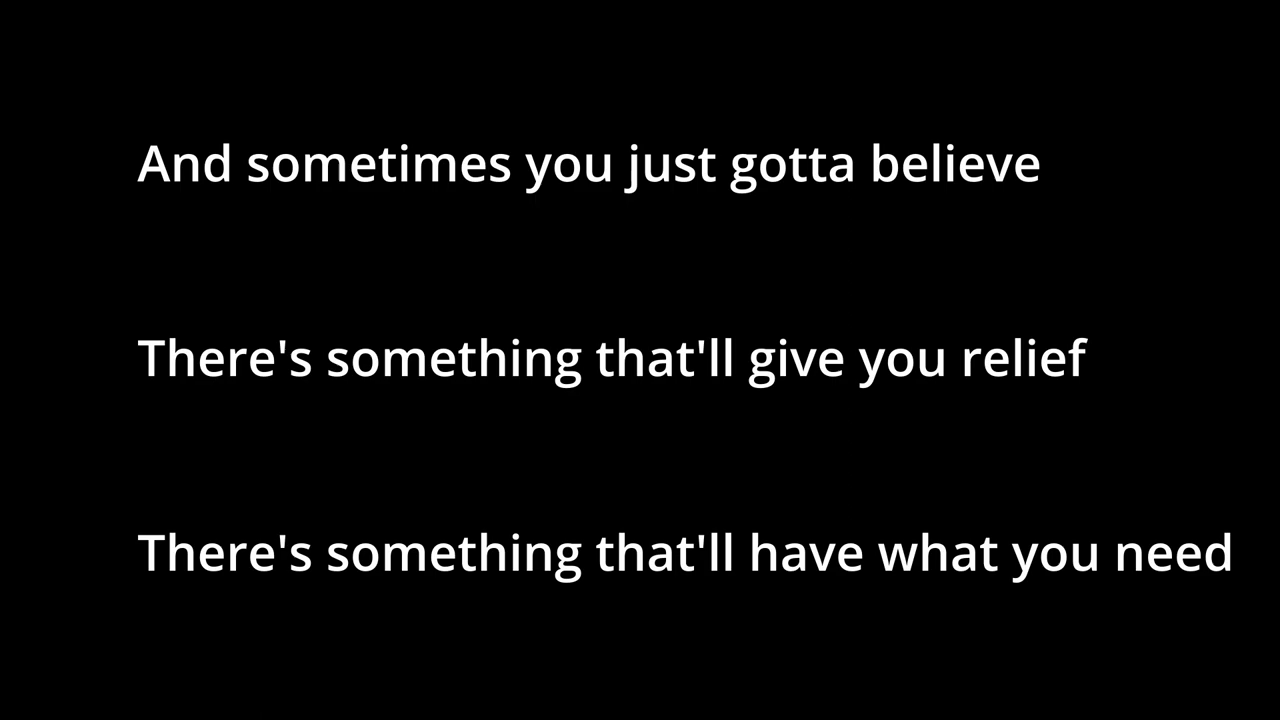 And sometimes you just gotta believe
There's something that'll give you relief
There's something that'll have what you need